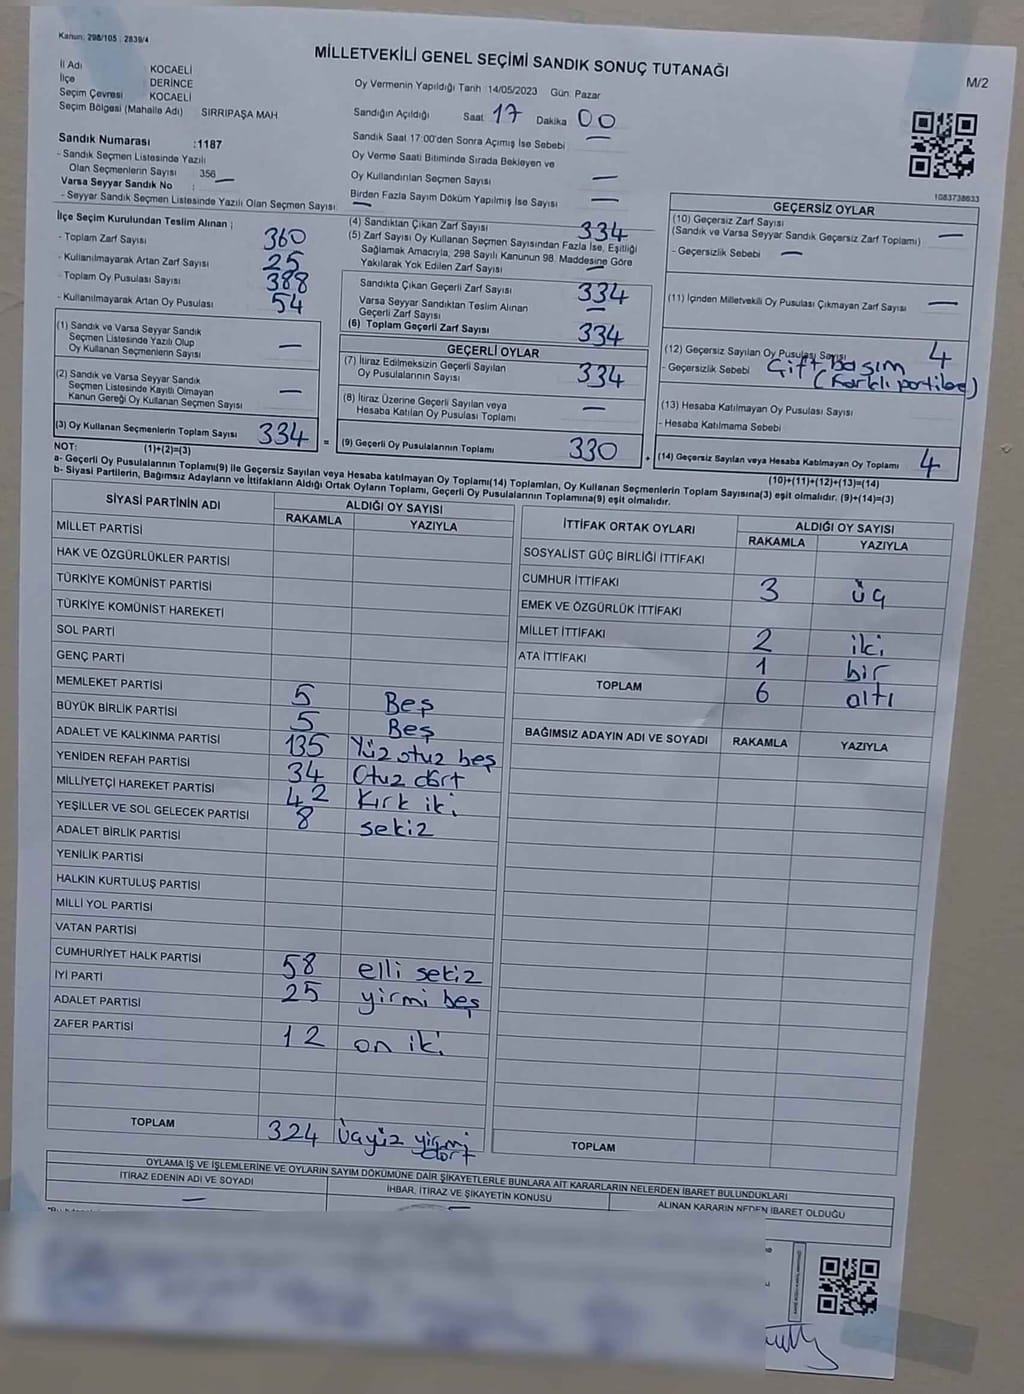 Kanun: 298/105 : 2839/4
MİLLETVEKİLİ GENEL SEÇİMİ SANDIK SONUÇ TUTANAĞI
M/2
İl Adı KOCAELİ
İlçe : DERİNCE
Seçim Çevresi : KOCAELİ
Seçim Bölgesi (Mahalle Adı) SIRRIPAŞA MAH
Sandık Numarası :1187
- Sandık Seçmen Listesinde Yazılı
Olan Seçmenlerin Sayısı 356
Varsa Seyyar Sandık No :
- Seyyar Sandık Seçmen Listesinde Yazılı Olan Seçmen Sayısı:
Oy Vermenin Yapıldığı Tarih :14/05/2023 Gün: Pazar
Sandığın Açıldığı Saat 17 Dakika 00
Sandık Saat 17:00'den Sonra Açımış İse Sebebi
Oy Verme Saati Bitiminde Sırada Bekleyen ve
Oy Kullandırılan Seçmen Sayısı —
Birden Fazla Sayım Döküm Yapılmış İse Sayısı —
1083738633
İlçe Seçim Kurulundan Teslim Alınan ;
- Toplam Zarf Sayısı 360
- Kullanılmayarak Artan Zarf Sayısı 25
- Toplam Oy Pusulası Sayısı 388
- Kullanılmayarak Artan Oy Pusulası 54
(1) Sandık ve Varsa Seyyar Sandık
Seçmen Listesinde Yazılı Olup
Oy Kullanan Seçmenlerin Sayısı —
(2) Sandık ve Varsa Seyyar Sandık
Seçmen Listesinde Kayıtlı Olmayan
Kanun Gereği Oy Kullanan Seçmen Sayısı —
(3) Oy Kullanan Seçmenlerin Toplam Sayısı 334 =
(1)+(2)=(3)
(4) Sandıktan Çıkan Zarf Sayısı 334
(5) Zarf Sayısı Oy Kullanan Seçmen Sayısından Fazla İse, Eşitliği
Sağlamak Amacıyla, 298 Sayılı Kanunun 98. Maddesine Göre
Yakılarak Yok Edilen Zarf Sayısı —
Sandıkta Çıkan Geçerli Zarf Sayısı 334
Varsa Seyyar Sandıktan Teslim Alınan
Geçerli Zarf Sayısı —
(6) Toplam Geçerli Zarf Sayısı 334
GEÇERLİ OYLAR
(7) İtiraz Edilmeksizin Geçerli Sayılan
Oy Pusulalarının Sayısı 334
(8) İtiraz Üzerine Geçerli Sayılan veya
Hesaba Katılan Oy Pusulası Toplamı —
(9) Geçerli Oy Pusulalarının Toplamı 330 +
GEÇERSİZ OYLAR
(10) Geçersiz Zarf Sayısı
(Sandık ve Varsa Seyyar Sandık Geçersiz Zarf Toplamı) —
- Geçersizlik Sebebi —
(11) İçinden Milletvekili Oy Pusulası Çıkmayan Zarf Sayısı —
(12) Geçersiz Sayılan Oy Pusulası Sayısı 4
- Geçersizlik Sebebi Çift Basım
(Farklı partilere)
(13) Hesaba Katılmayan Oy Pusulası Sayısı
- Hesaba Katılmama Sebebi
(14) Geçersiz Sayılan veya Hesaba Katılmayan Oy Toplamı 4
(10)+(11)+(12)+(13)=(14)
NOT:
a- Geçerli Oy Pusulalarının Toplamı(9) ile Geçersiz Sayılan veya Hesaba katılmayan Oy Toplamı(14) Toplamları, Oy Kullanan Seçmenlerin Toplam Sayısına(3) eşit olmalıdır. (9)+(14)=(3)
b- Siyasi Partilerin, Bağımsız Adayların ve İttifakların Aldığı Ortak Oyların Toplamı, Geçerli Oy Pusulalarının Toplamına(9) eşit olmalıdır.
SİYASİ PARTİNİN ADI ALDIĞI OY SAYISI
RAKAMLA YAZIYLA
MİLLET PARTİSİ
HAK VE ÖZGÜRLÜKLER PARTİSİ
TÜRKİYE KOMÜNİST PARTİSİ
TÜRKİYE KOMÜNİST HAREKETİ
SOL PARTİ
GENÇ PARTİ
MEMLEKET PARTİSİ 5 Beş
BÜYÜK BİRLİK PARTİSİ 5 Beş
ADALET VE KALKINMA PARTİSİ 135 Yüz otuz beş
YENİDEN REFAH PARTİSİ 34 Otuz dört
MİLLİYETÇİ HAREKET PARTİSİ 42 Kırk iki
YEŞİLLER VE SOL GELECEK PARTİSİ 8 sekiz
ADALET BİRLİK PARTİSİ
YENİLİK PARTİSİ
HALKIN KURTULUŞ PARTİSİ
MİLLİ YOL PARTİSİ
VATAN PARTİSİ
CUMHURİYET HALK PARTİSİ 58 elli sekiz
İYİ PARTİ 25 yirmi beş
ADALET PARTİSİ
ZAFER PARTİSİ 12 on iki
TOPLAM 324 Üçyüz yirmi
dört
İTTİFAK ORTAK OYLARI ALDIĞI OY SAYISI
RAKAMLA YAZIYLA
SOSYALİST GÜÇ BİRLİĞİ İTTİFAKI
CUMHUR İTTİFAKI 3 üç
EMEK VE ÖZGÜRLÜK İTTİFAKI
MİLLET İTTİFAKI 2 iki
ATA İTTİFAKI 1 bir
TOPLAM 6 altı
BAĞIMSIZ ADAYIN ADI VE SOYADI RAKAMLA YAZIYLA
TOPLAM
OYLAMA İŞ VE İŞLEMLERİNE VE OYLARIN SAYIM DÖKÜMÜNE DAİR ŞİKAYETLERLE BUNLARA AİT KARARLARIN NELERDEN İBARET BULUNDUKLARI
İTİRAZ EDENİN ADI VE SOYADI İHBAR, İTİRAZ VE ŞİKAYETİN KONUSU ALINAN KARARIN NEDEN İBARET OLDUĞU